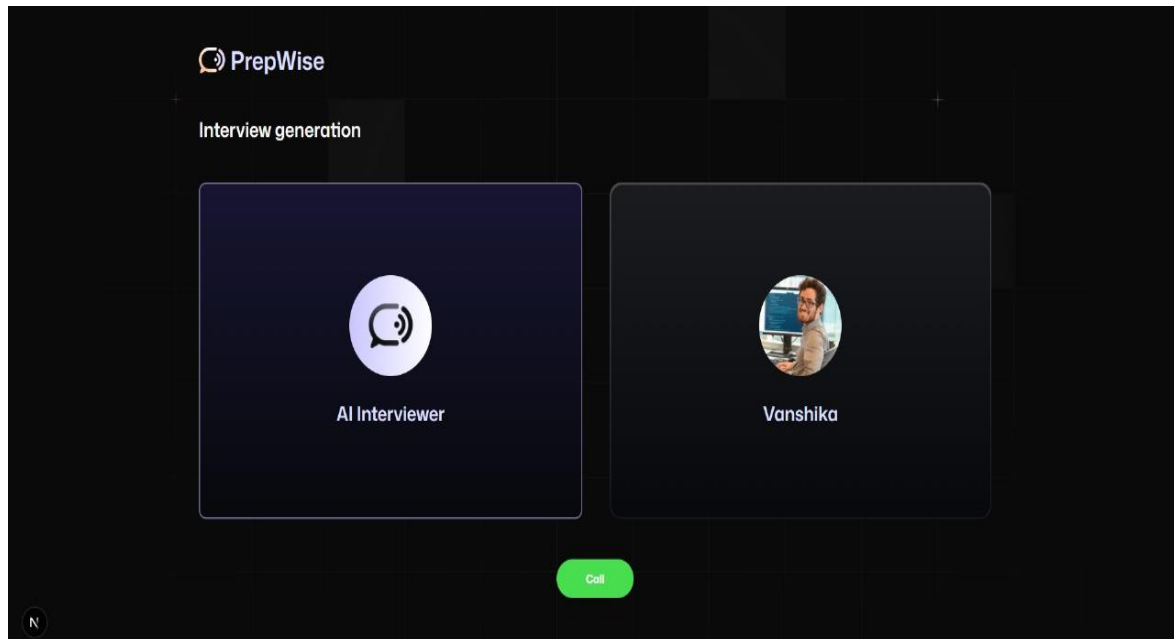 PrepWise
Interview generation
AI Interviewer
Vanshika
Call
N